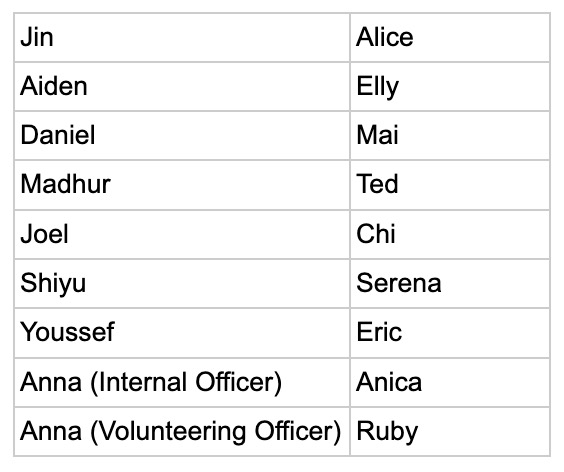 Jin Alice
Aiden Elly
Daniel Mai
Madhur Ted
Joel Chi
Shiyu Serena
Youssef Eric
Anna (Internal Officer) Anica
Anna (Volunteering Officer) Ruby